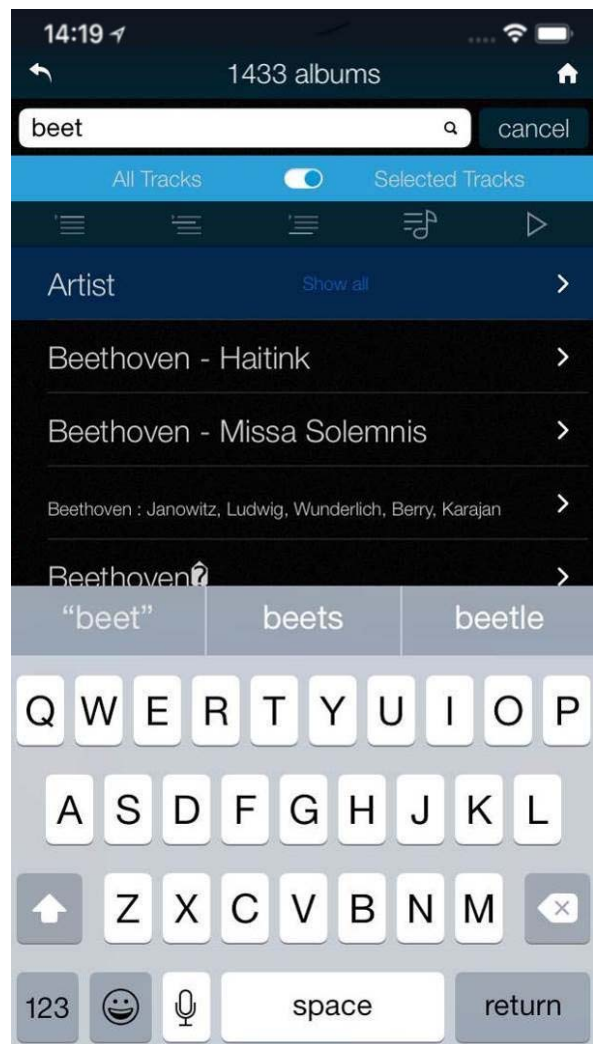 14:19
1433 albums
beet cancel
All Tracks Selected Tracks
Artist Show all
Beethoven - Haitink
Beethoven - Missa Solemnis
Beethoven : Janowitz, Ludwig, Wunderlich, Berry, Karajan
Beethoven�
“beet” beets beetle
Q W E R T Y U I O P
A S D F G H J K L
Z X C V B N M
123 space return